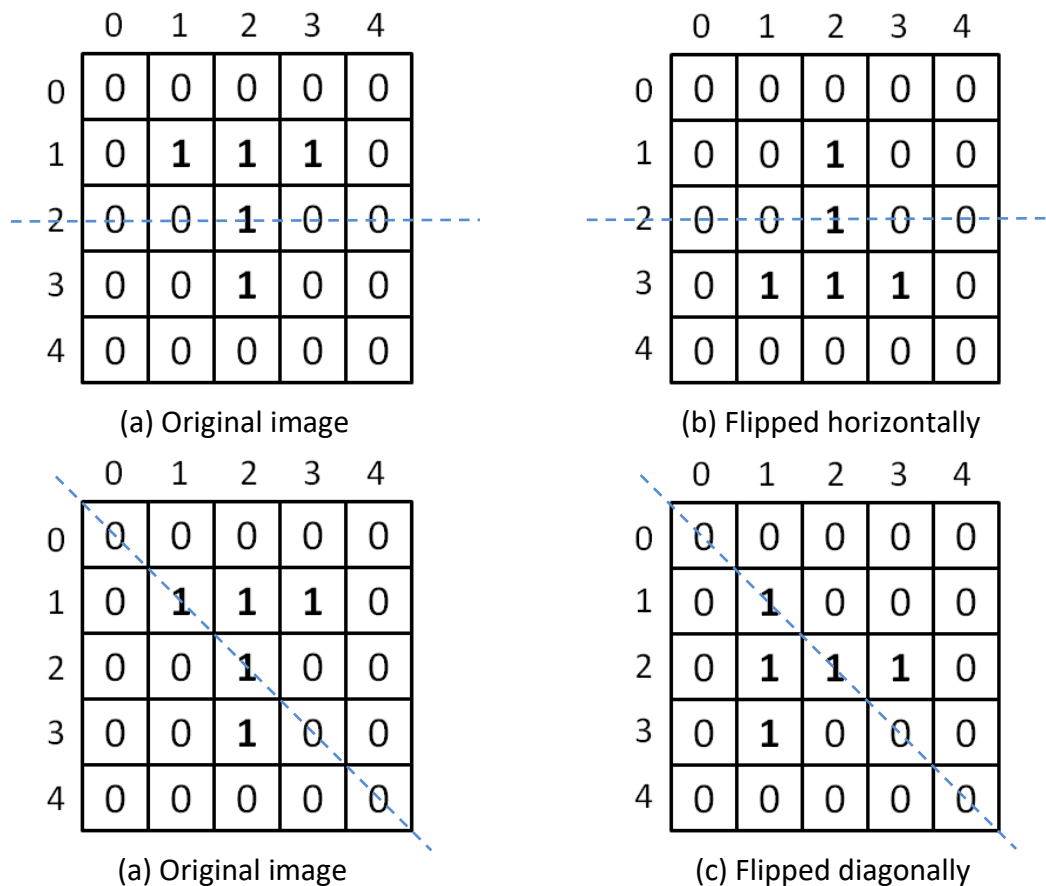 0 1 2 3 4 0 1 2 3 4
0 0 0 0 0 0 0 0 0 0 0 0
1 0 1 1 1 0 1 0 0 1 0 0
2 0 0 1 0 0 2 0 0 1 0 0
3 0 0 1 0 0 3 0 1 1 1 0
4 0 0 0 0 0 4 0 0 0 0 0
(a) Original image (b) Flipped horizontally
0 1 2 3 4 0 1 2 3 4
0 0 0 0 0 0 0 0 0 0 0 0
1 0 1 1 1 0 1 0 1 0 0 0
2 0 0 1 0 0 2 0 1 1 1 0
3 0 0 1 0 0 3 0 1 0 0 0
4 0 0 0 0 0 4 0 0 0 0 0
(a) Original image (c) Flipped diagonally